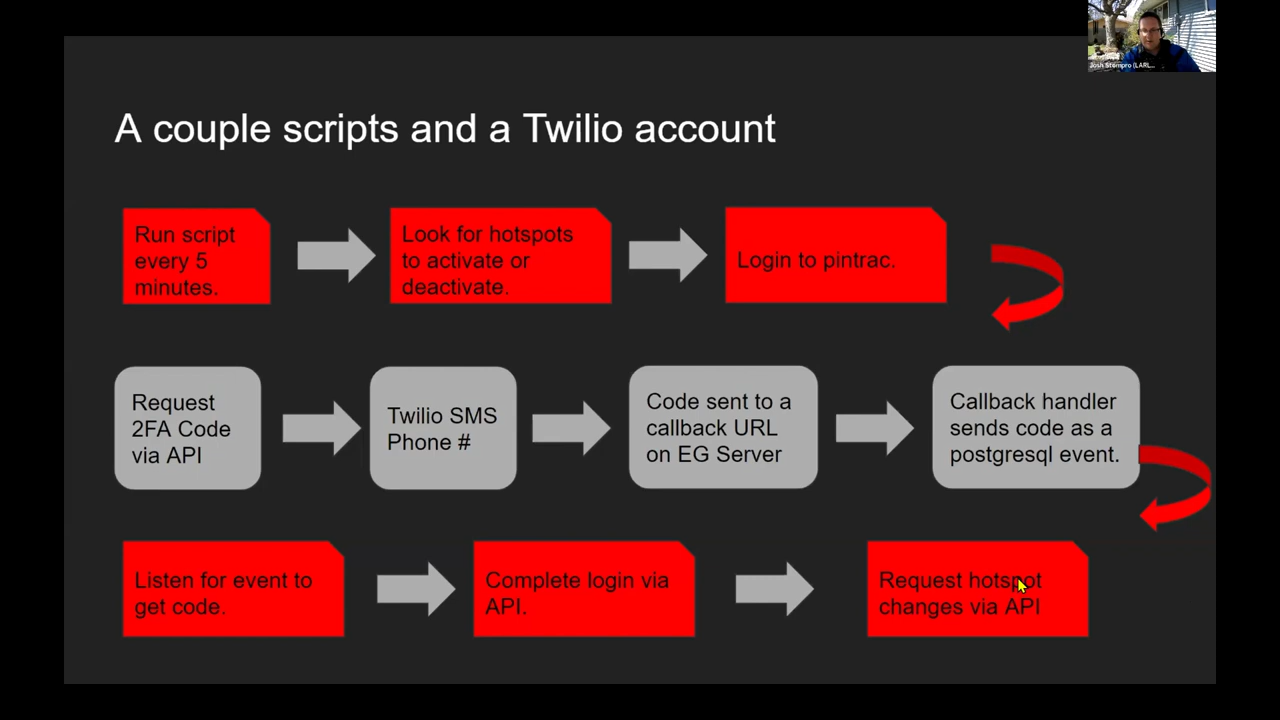 Josh Stompro (LARL...
A couple scripts and a Twilio account
Run script
every 5
minutes.
Look for hotspots
to activate or
deactivate.
Login to pintrac.
Request
2FA Code
via API
Twilio SMS
Phone #
Code sent to a
callback URL
on EG Server
Callback handler
sends code as a
postgresql event.
Listen for event to
get code.
Complete login via
API.
Request hotspot
changes via API